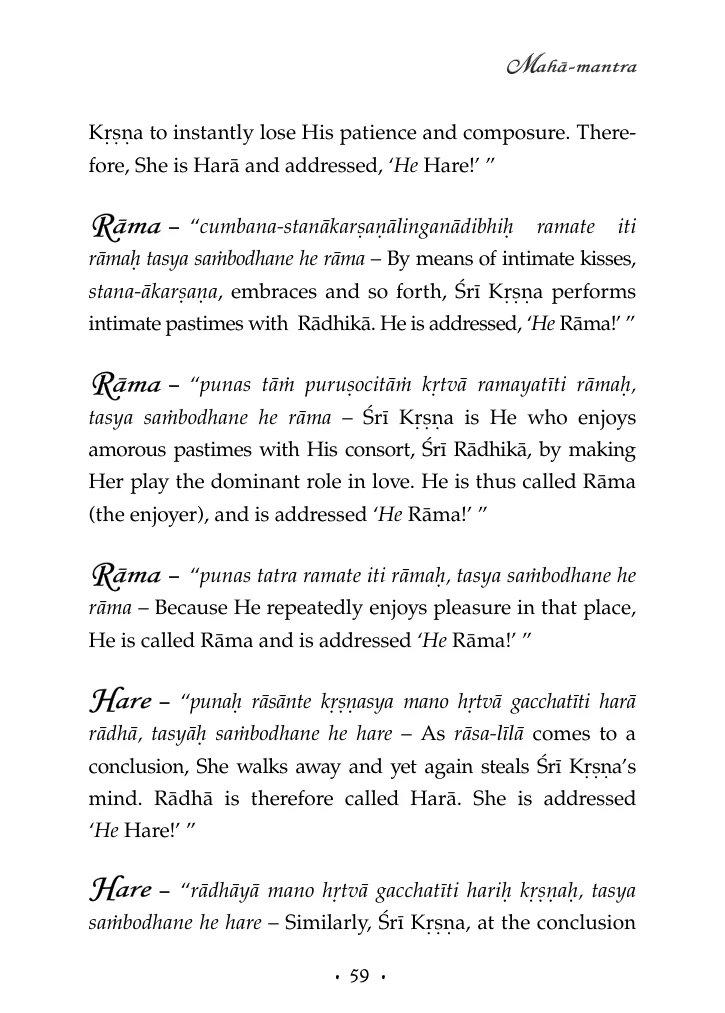 Mahā-mantra
Kṛṣṇa to instantly lose His patience and composure. There-
fore, She is Harā and addressed, ‘He Hare!’ ”
Rāma – “cumbana-stanākarṣaṇālinganādibhiḥ ramate iti
rāmaḥ tasya saṁbodhane he rāma – By means of intimate kisses,
stana-ākarṣaṇa, embraces and so forth, Śrī Kṛṣṇa performs
intimate pastimes with Rādhikā. He is addressed, ‘He Rāma!’ ”
Rāma – “punas tāṁ puruṣocitāṁ kṛtvā ramayatīti rāmaḥ,
tasya saṁbodhane he rāma – Śrī Kṛṣṇa is He who enjoys
amorous pastimes with His consort, Śrī Rādhikā, by making
Her play the dominant role in love. He is thus called Rāma
(the enjoyer), and is addressed ‘He Rāma!’ ”
Rāma – “punas tatra ramate iti rāmaḥ, tasya saṁbodhane he
rāma – Because He repeatedly enjoys pleasure in that place,
He is called Rāma and is addressed ‘He Rāma!’ ”
Hare – “punaḥ rāsānte kṛṣṇasya mano hṛtvā gacchatīti harā
rādhā, tasyāḥ saṁbodhane he hare – As rāsa-līlā comes to a
conclusion, She walks away and yet again steals Śrī Kṛṣṇa’s
mind. Rādhā is therefore called Harā. She is addressed
‘He Hare!’ ”
Hare – “rādhāyā mano hṛtvā gacchatīti hariḥ kṛṣṇaḥ, tasya
saṁbodhane he hare – Similarly, Śrī Kṛṣṇa, at the conclusion
• 59 •